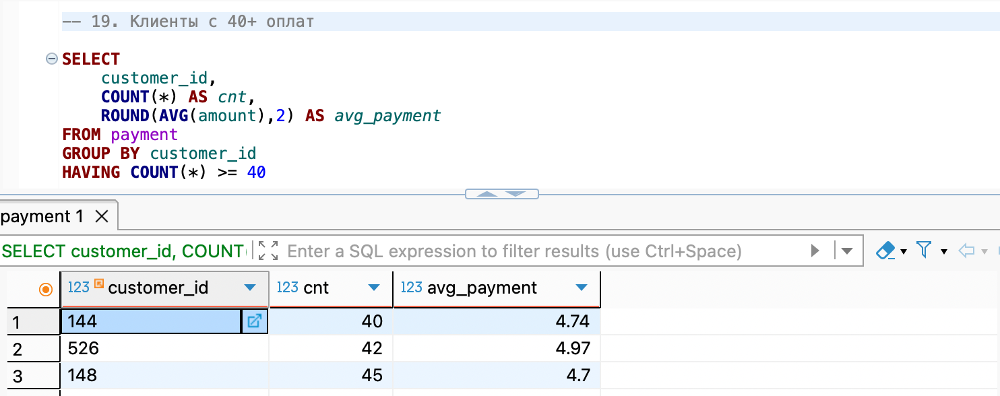 -- 19. Клиенты с 40+ оплат
SELECT
customer_id,
COUNT(*) AS cnt,
ROUND(AVG(amount),2) AS avg_payment
FROM payment
GROUP BY customer_id
HAVING COUNT(*) >= 40
payment 1
SELECT customer_id, COUNT( Enter a SQL expression to filter results (use Ctrl+Space)
123 customer_id 123 cnt 123 avg_payment
1 144 40 4.74
2 526 42 4.97
3 148 45 4.7